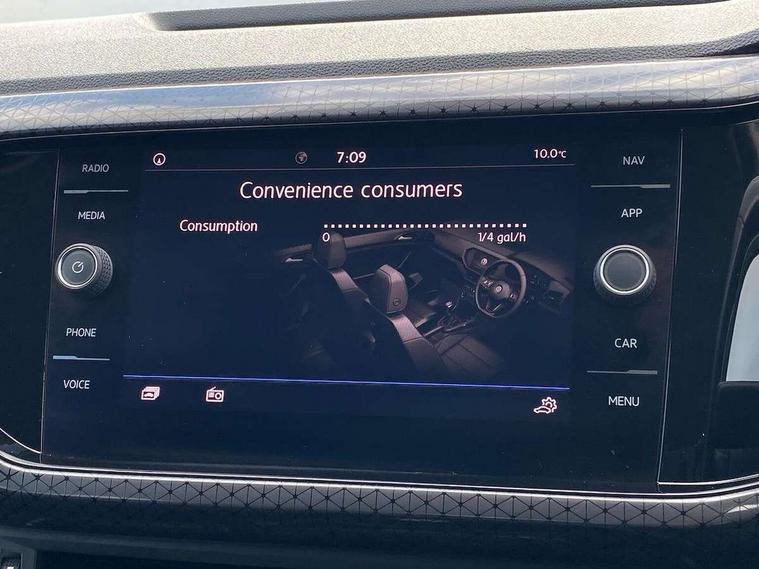 7:09
10.0°C
RADIO
MEDIA
PHONE
VOICE
Convenience consumers
Consumption
0
1/4 gal/h
NAV
APP
CAR
MENU